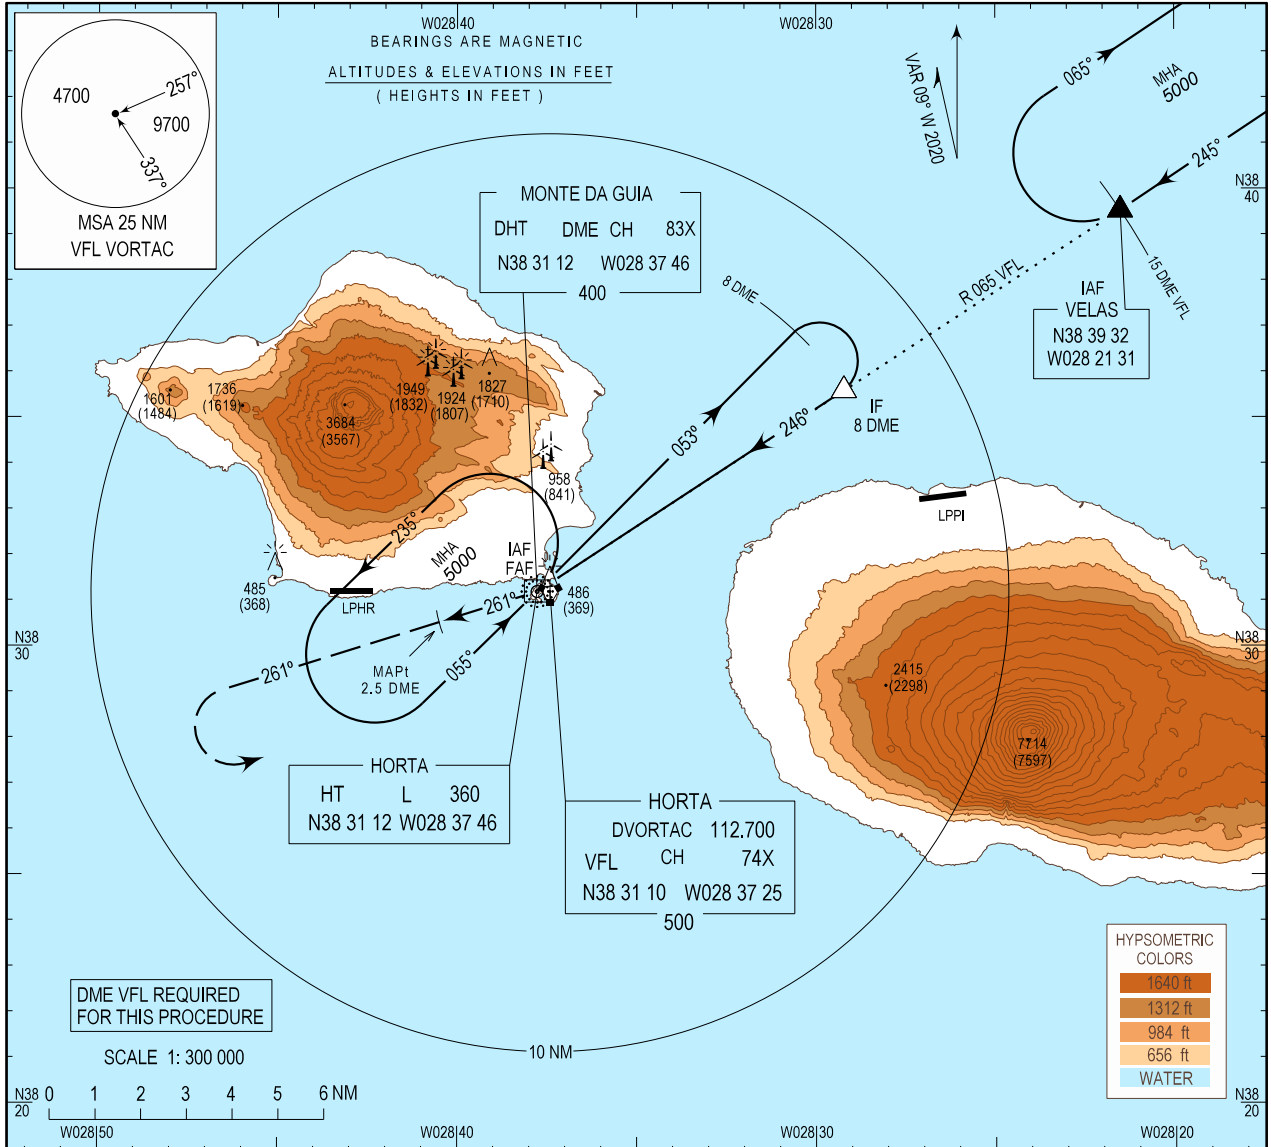 W028 40
W028 30
BEARINGS ARE MAGNETIC
ALTITUDES & ELEVATIONS IN FEET
( HEIGHTS IN FEET )
4700
257°
9700
337°
MSA 25 NM
VFL VORTAC
VAR 09° W 2020
065°
MHA
5000
245°
N38
40
MONTE DA GUIA
DHT DME CH 83X
N38 31 12 W028 37 46
400
8 DME
R 065 VFL
15 DME VFL
IAF
VELAS
N38 39 32
W028 21 31
1601
(1484)
1736
(1619)
3684
(3567)
1949
(1832)
1924
(1807)
1827
(1710)
958
(841)
053°
246°
IF
8 DME
LPPI
235°
MHA
5000
IAF
FAF
485
(368)
LPHR
261°
486
(369)
261°
MAPt
2.5 DME
055°
N38
30
N38
30
2415
(2298)
7714
(7597)
HORTA
HT L 360
N38 31 12 W028 37 46
HORTA
DVORTAC 112.700
VFL CH 74X
N38 31 10 W028 37 25
500
HYPSOMETRIC
COLORS
1640 ft
1312 ft
984 ft
656 ft
WATER
DME VFL REQUIRED
FOR THIS PROCEDURE
10 NM
SCALE 1: 300 000
0 1 2 3 4 5 6 NM
N38
20
N38
20
W028 50
W028 40
W028 30
W028 20